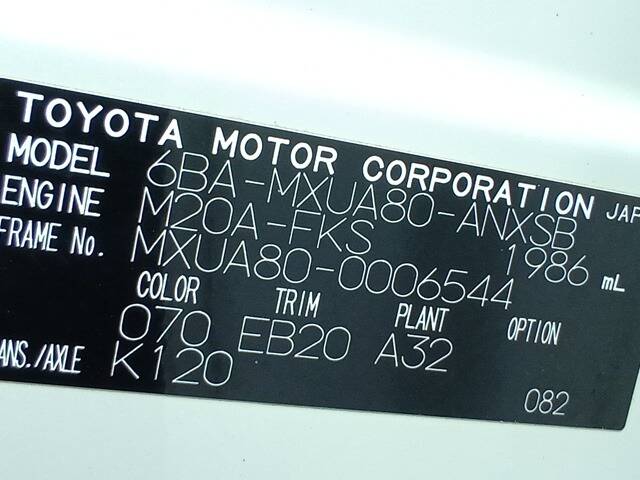 TOYOTA MOTOR CORPORATION JAP
MODEL 6BA-MXUA80-ANXSB
ENGINE M20A-FKS 1986 mL
FRAME No. MXUA80-0006544
COLOR TRIM PLANT OPTION
070 EB20 A32
ANS./AXLE K120
082